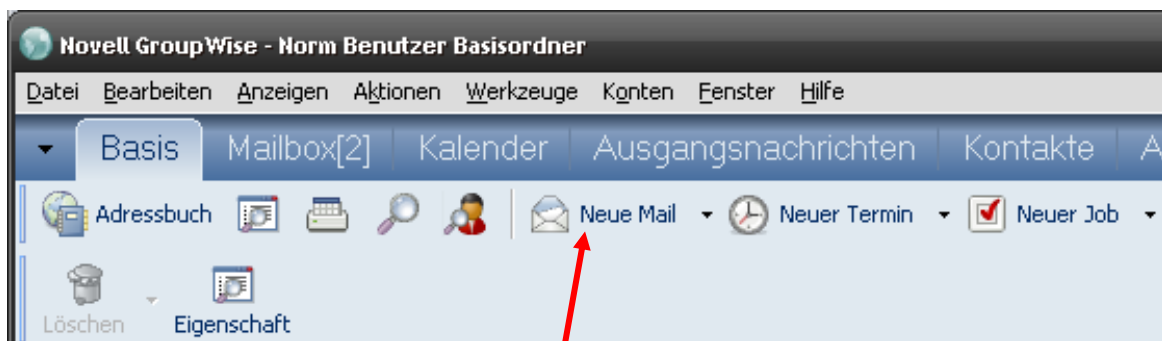 Novell GroupWise - Norm Benutzer Basisordner
Datei Bearbeiten Anzeigen Aktionen Werkzeuge Konten Fenster Hilfe
Basis Mailbox[2] Kalender Ausgangsnachrichten Kontakte A
Adressbuch Neue Mail Neuer Termin Neuer Job
Löschen Eigenschaft